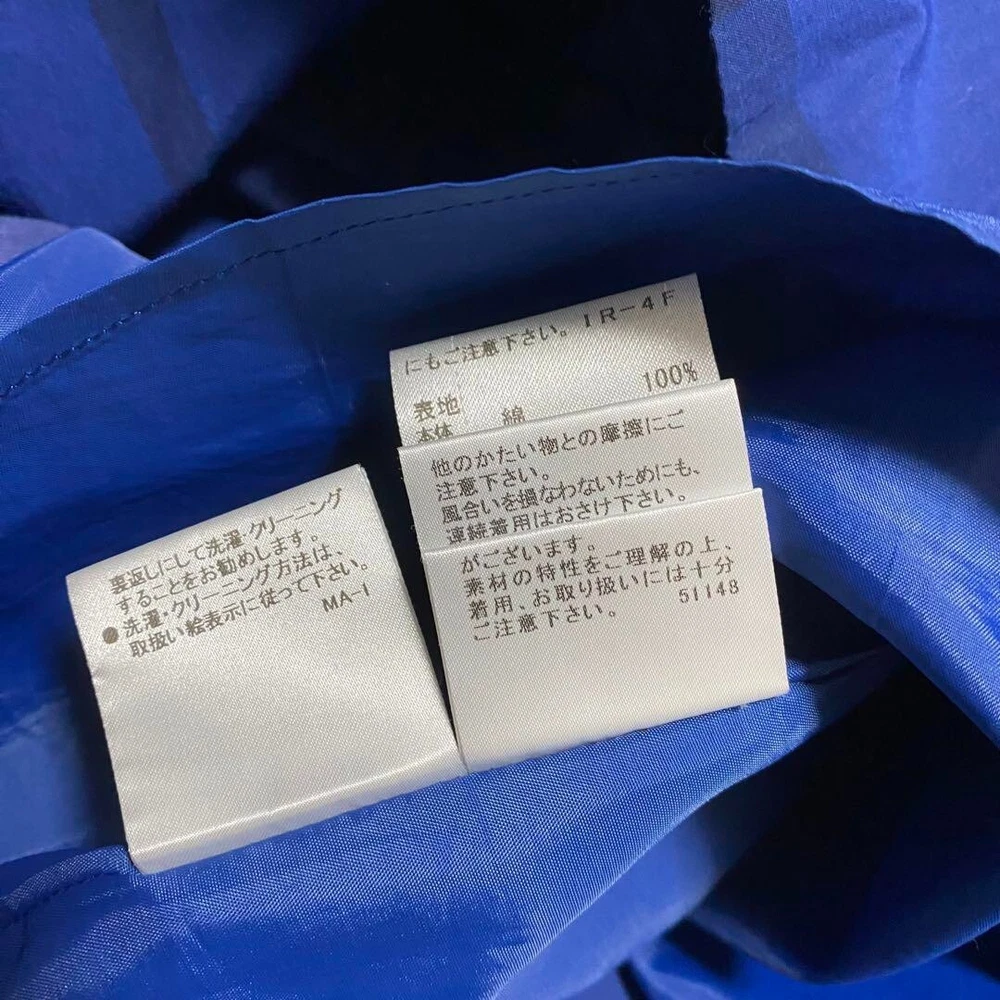 にもご注意下さい。IR-4F
表地 100%
本体 綿
他のかたい物との摩擦にご
注意下さい。
風合いを損なわないためにも、
連続着用はおさけ下さい。
がございます。
素材の特性をご理解の上、
着用、お取り扱いには十分
ご注意下さい。 51148
裏返しにして洗濯・クリーニング
することをお勧めします。
●洗濯・クリーニング方法は、
取扱い絵表示に従って下さい。
MA-1